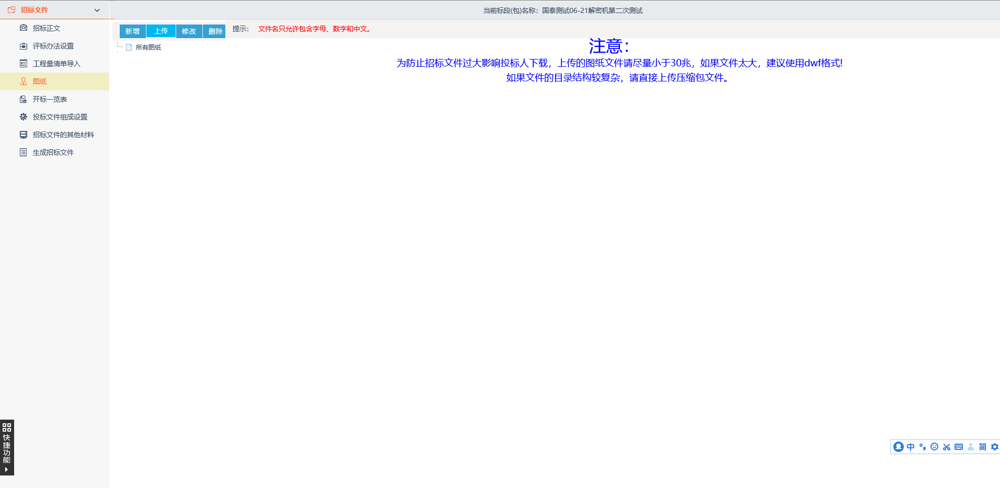 招标文件
当前标段(包)名称：国泰测试06-21解密机第二次测试
招标正文
评标办法设置
工程量清单导入
图纸
开标一览表
投标文件组成设置
招标文件的其他材料
生成招标文件
新增 上传 修改 删除
提示： 文件名只允许包含字母、数字和中文。
所有图纸
注意：
为防止招标文件过大影响投标人下载，上传的图纸文件请尽量小于30兆，如果文件太大，建议使用dwf格式!
如果文件的目录结构较复杂，请直接上传压缩包文件。
快捷功能
中 简